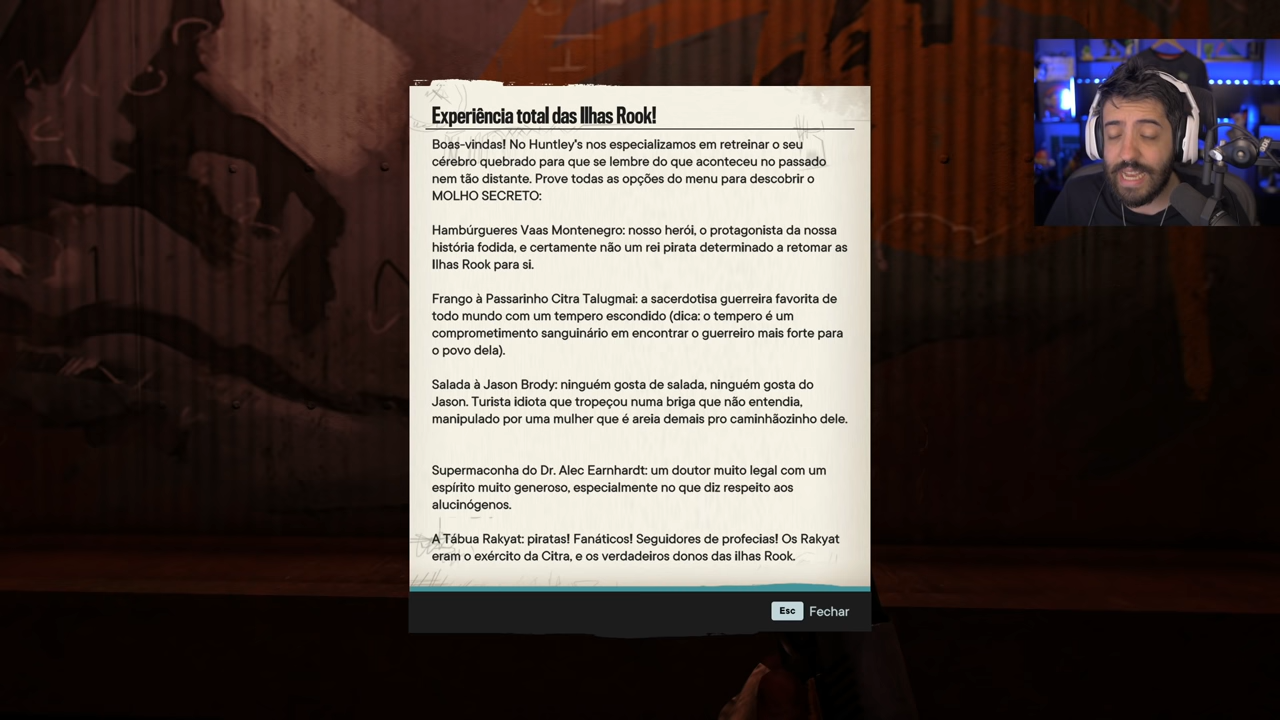 Experiência total das Ilhas Rook!
Boas-vindas! No Huntley's nos especializamos em retreinar o seu
cérebro quebrado para que se lembre do que aconteceu no passado
nem tão distante. Prove todas as opções do menu para descobrir o
MOLHO SECRETO:
Hambúrgueres Vaas Montenegro: nosso herói, o protagonista da nossa
história fodida, e certamente não um rei pirata determinado a retomar as
Ilhas Rook para si.
Frango à Passarinho Citra Talugmai: a sacerdotisa guerreira favorita de
todo mundo com um tempero escondido (dica: o tempero é um
comprometimento sanguinário em encontrar o guerreiro mais forte para
o povo dela).
Salada à Jason Brody: ninguém gosta de salada, ninguém gosta do
Jason. Turista idiota que tropeçou numa briga que não entendia,
manipulado por uma mulher que é areia demais pro caminhãozinho dele.
Supermaconha do Dr. Alec Earnhardt: um doutor muito legal com um
espírito muito generoso, especialmente no que diz respeito aos
alucinógenos.
A Tábua Rakyat: piratas! Fanáticos! Seguidores de profecias! Os Rakyat
eram o exército da Citra, e os verdadeiros donos das ilhas Rook.
Esc Fechar